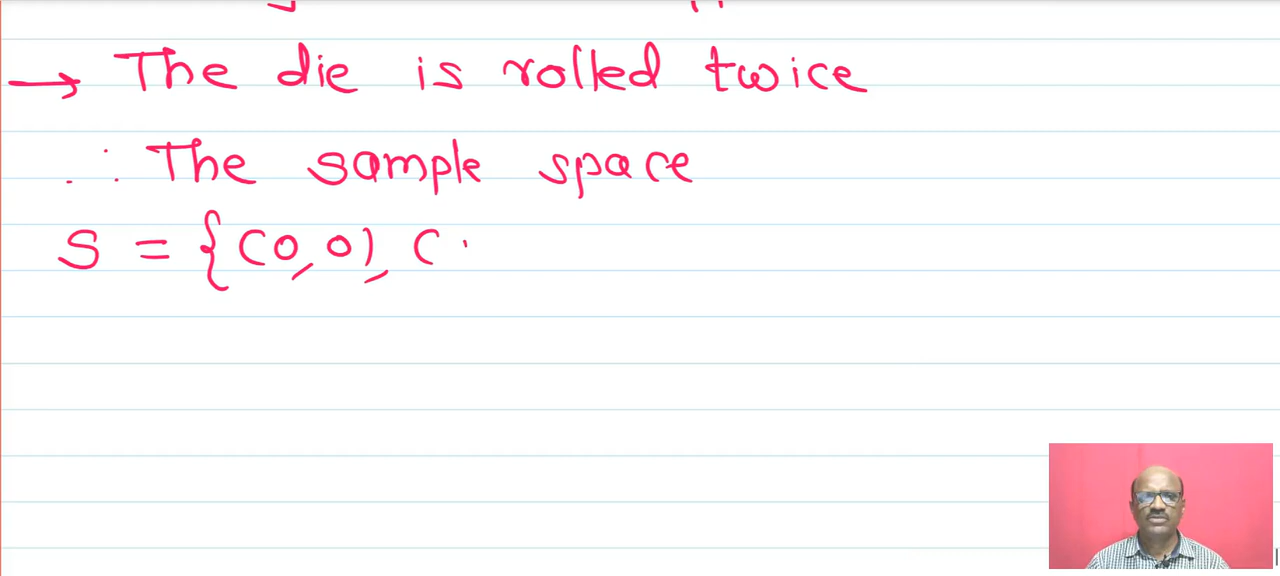 → The die is rolled twice
∴ The sample space
S = {(0,0), (